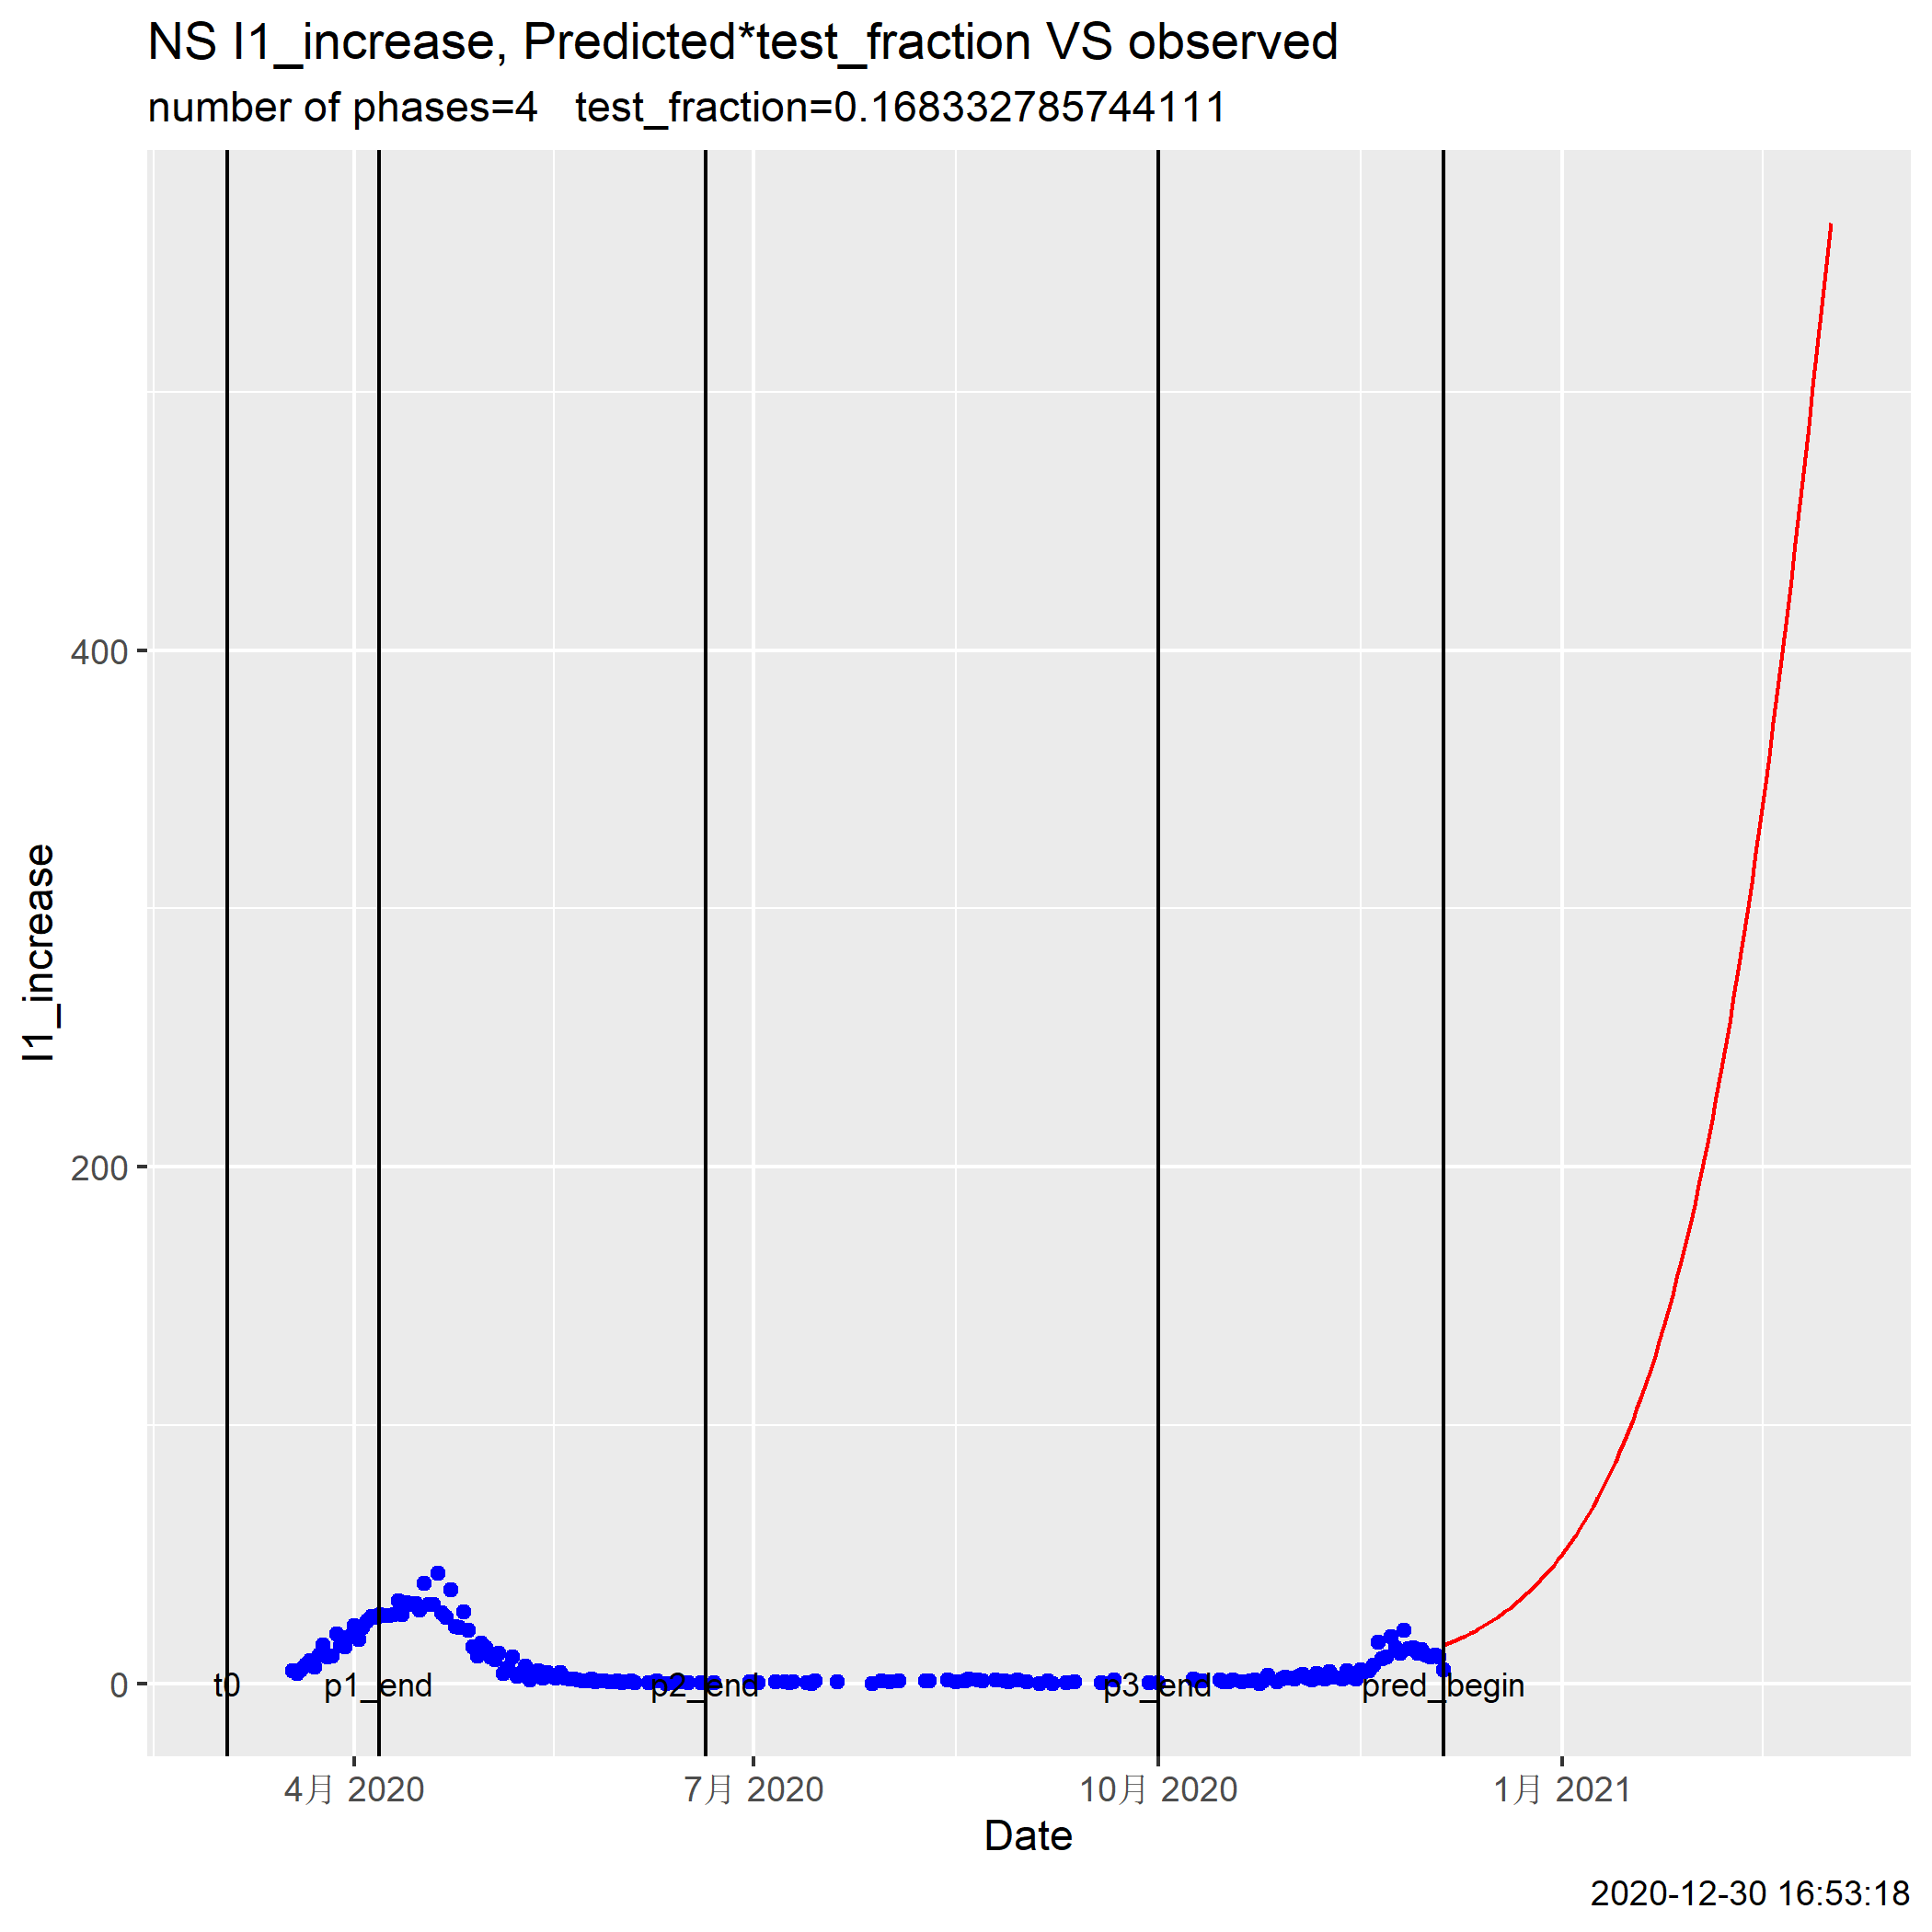 NS I1_increase, Predicted*test_fraction VS observed
number of phases=4   test_fraction=0.168332785744111
I1_increase
400
200
0
t0
p1_end
p2_end
p3_end
pred_begin
4月 2020
7月 2020
10月 2020
1月 2021
Date
2020-12-30 16:53:18